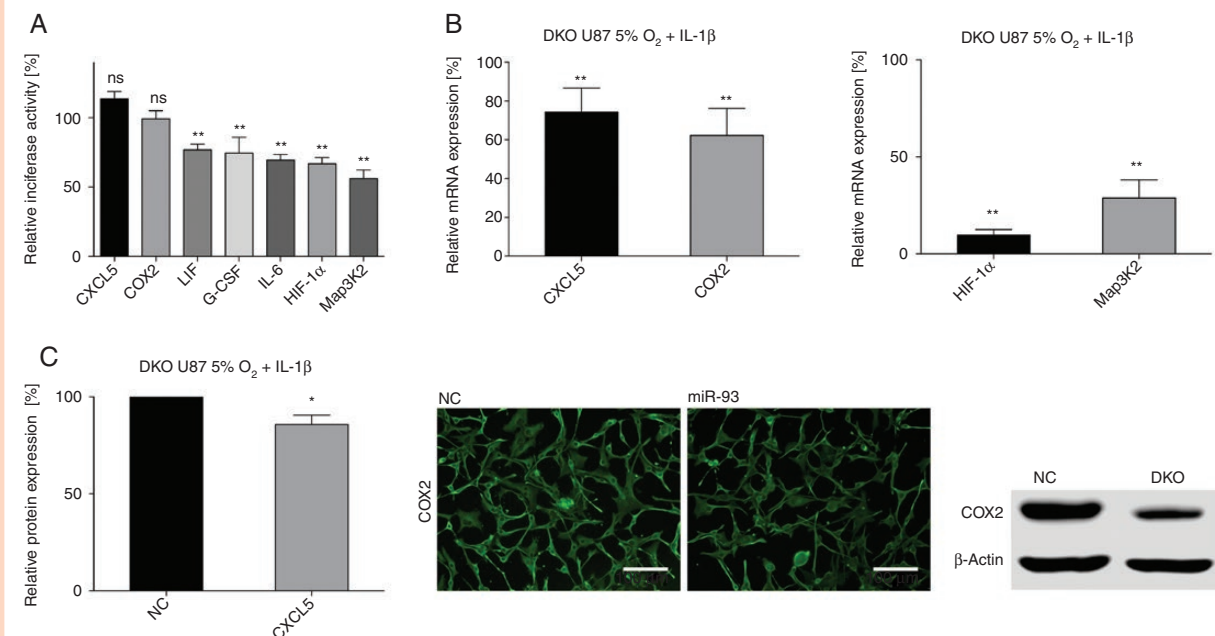 A
Relative inciferase activity [%]
100
50
0
ns
ns
**
**
**
**
**
CXCL5
COX2
LIF
G-CSF
IL-6
HIF-1α
Map3K2
B
DKO U87 5% O2 + IL-1β
Relative mRNA expression [%]
100
80
60
40
20
0
**
**
CXCL5
COX2
DKO U87 5% O2 + IL-1β
Relative mRNA expression [%]
100
50
0
**
**
HIF-1α
Map3K2
C
DKO U87 5% O2 + IL-1β
Relative protein expression [%]
100
50
0
*
NC
CXCL5
NC
miR-93
COX2
NC
DKO
COX2
β-Actin